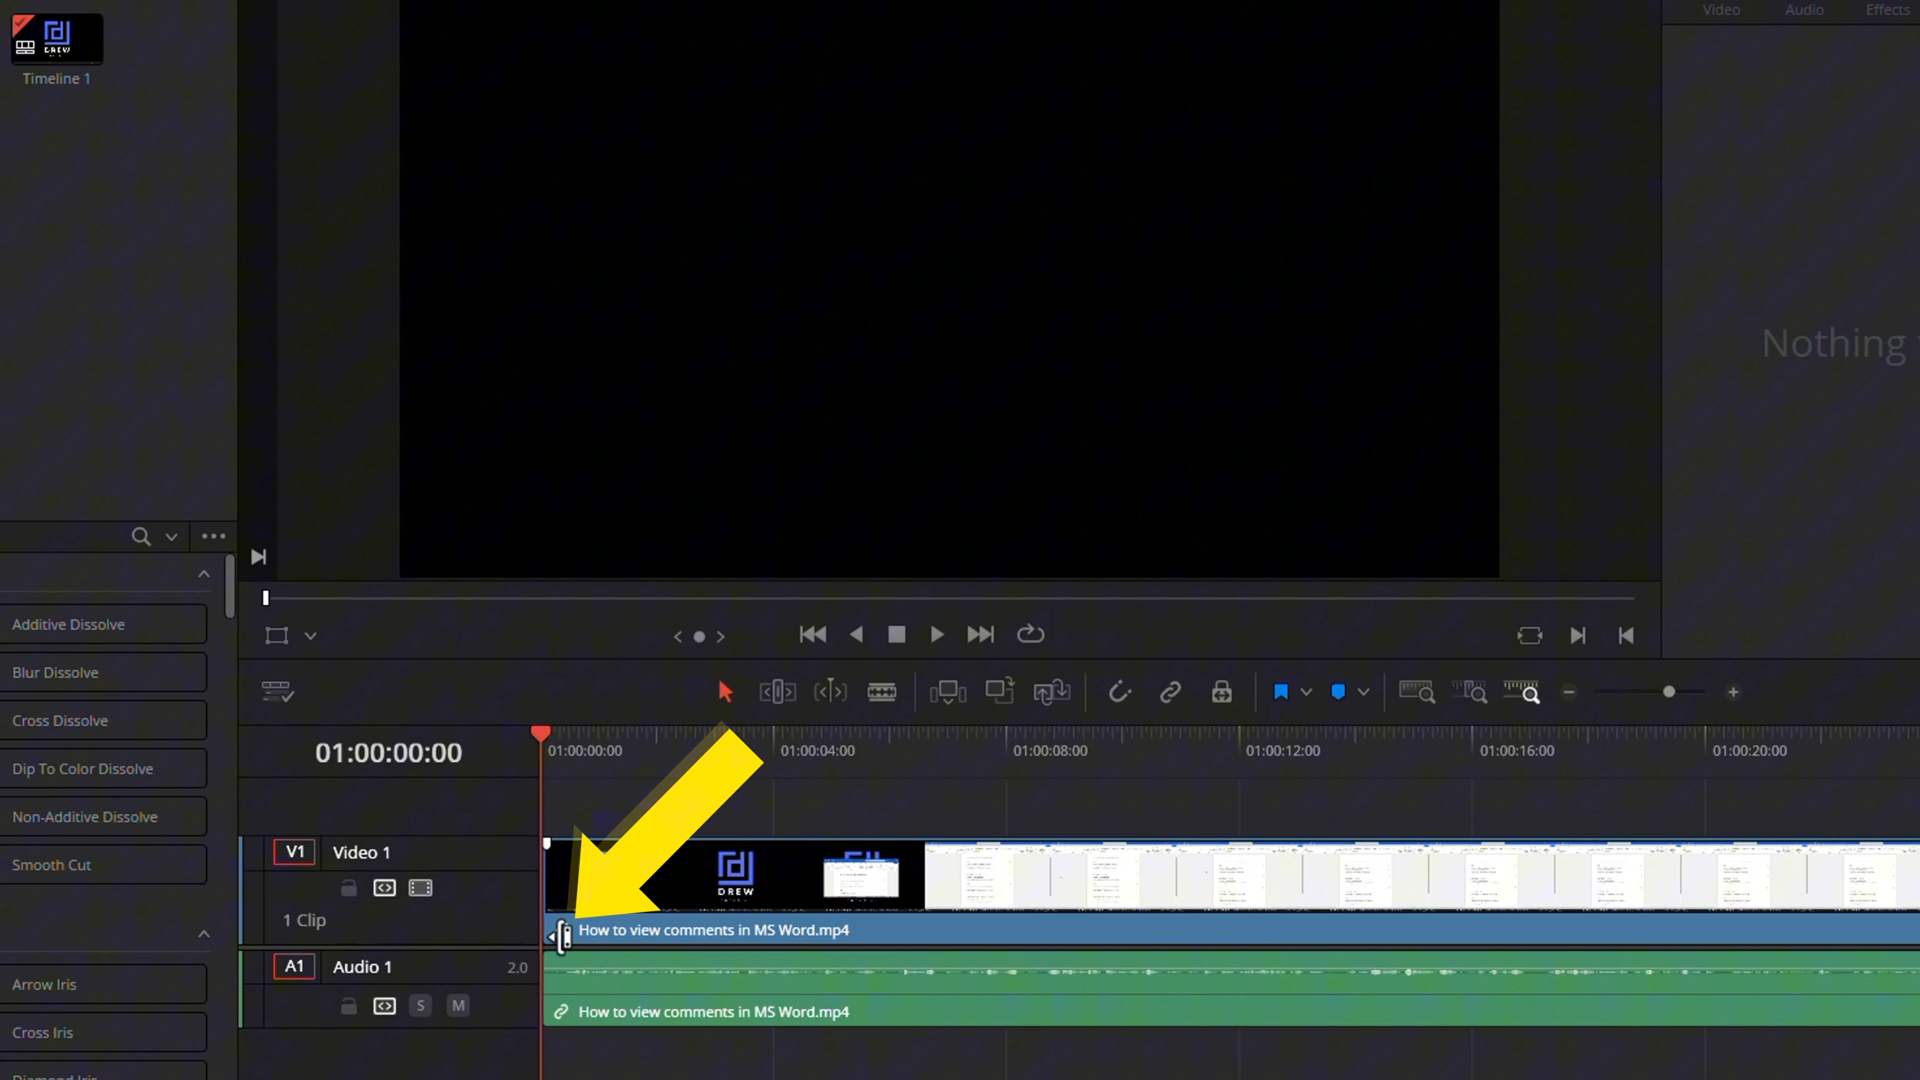 Video Audio Effects
DREW
Timeline 1
Nothing
Additive Dissolve
Blur Dissolve
Cross Dissolve
Dip To Color Dissolve
Non-Additive Dissolve
Smooth Cut
Arrow Iris
Cross Iris
01:00:00:00
01:00:00:00 01:00:04:00 01:00:08:00 01:00:12:00 01:00:16:00 01:00:20:00
V1 Video 1
1 Clip
DREW
How to view comments in MS Word.mp4
A1 Audio 1 2.0
S M
How to view comments in MS Word.mp4